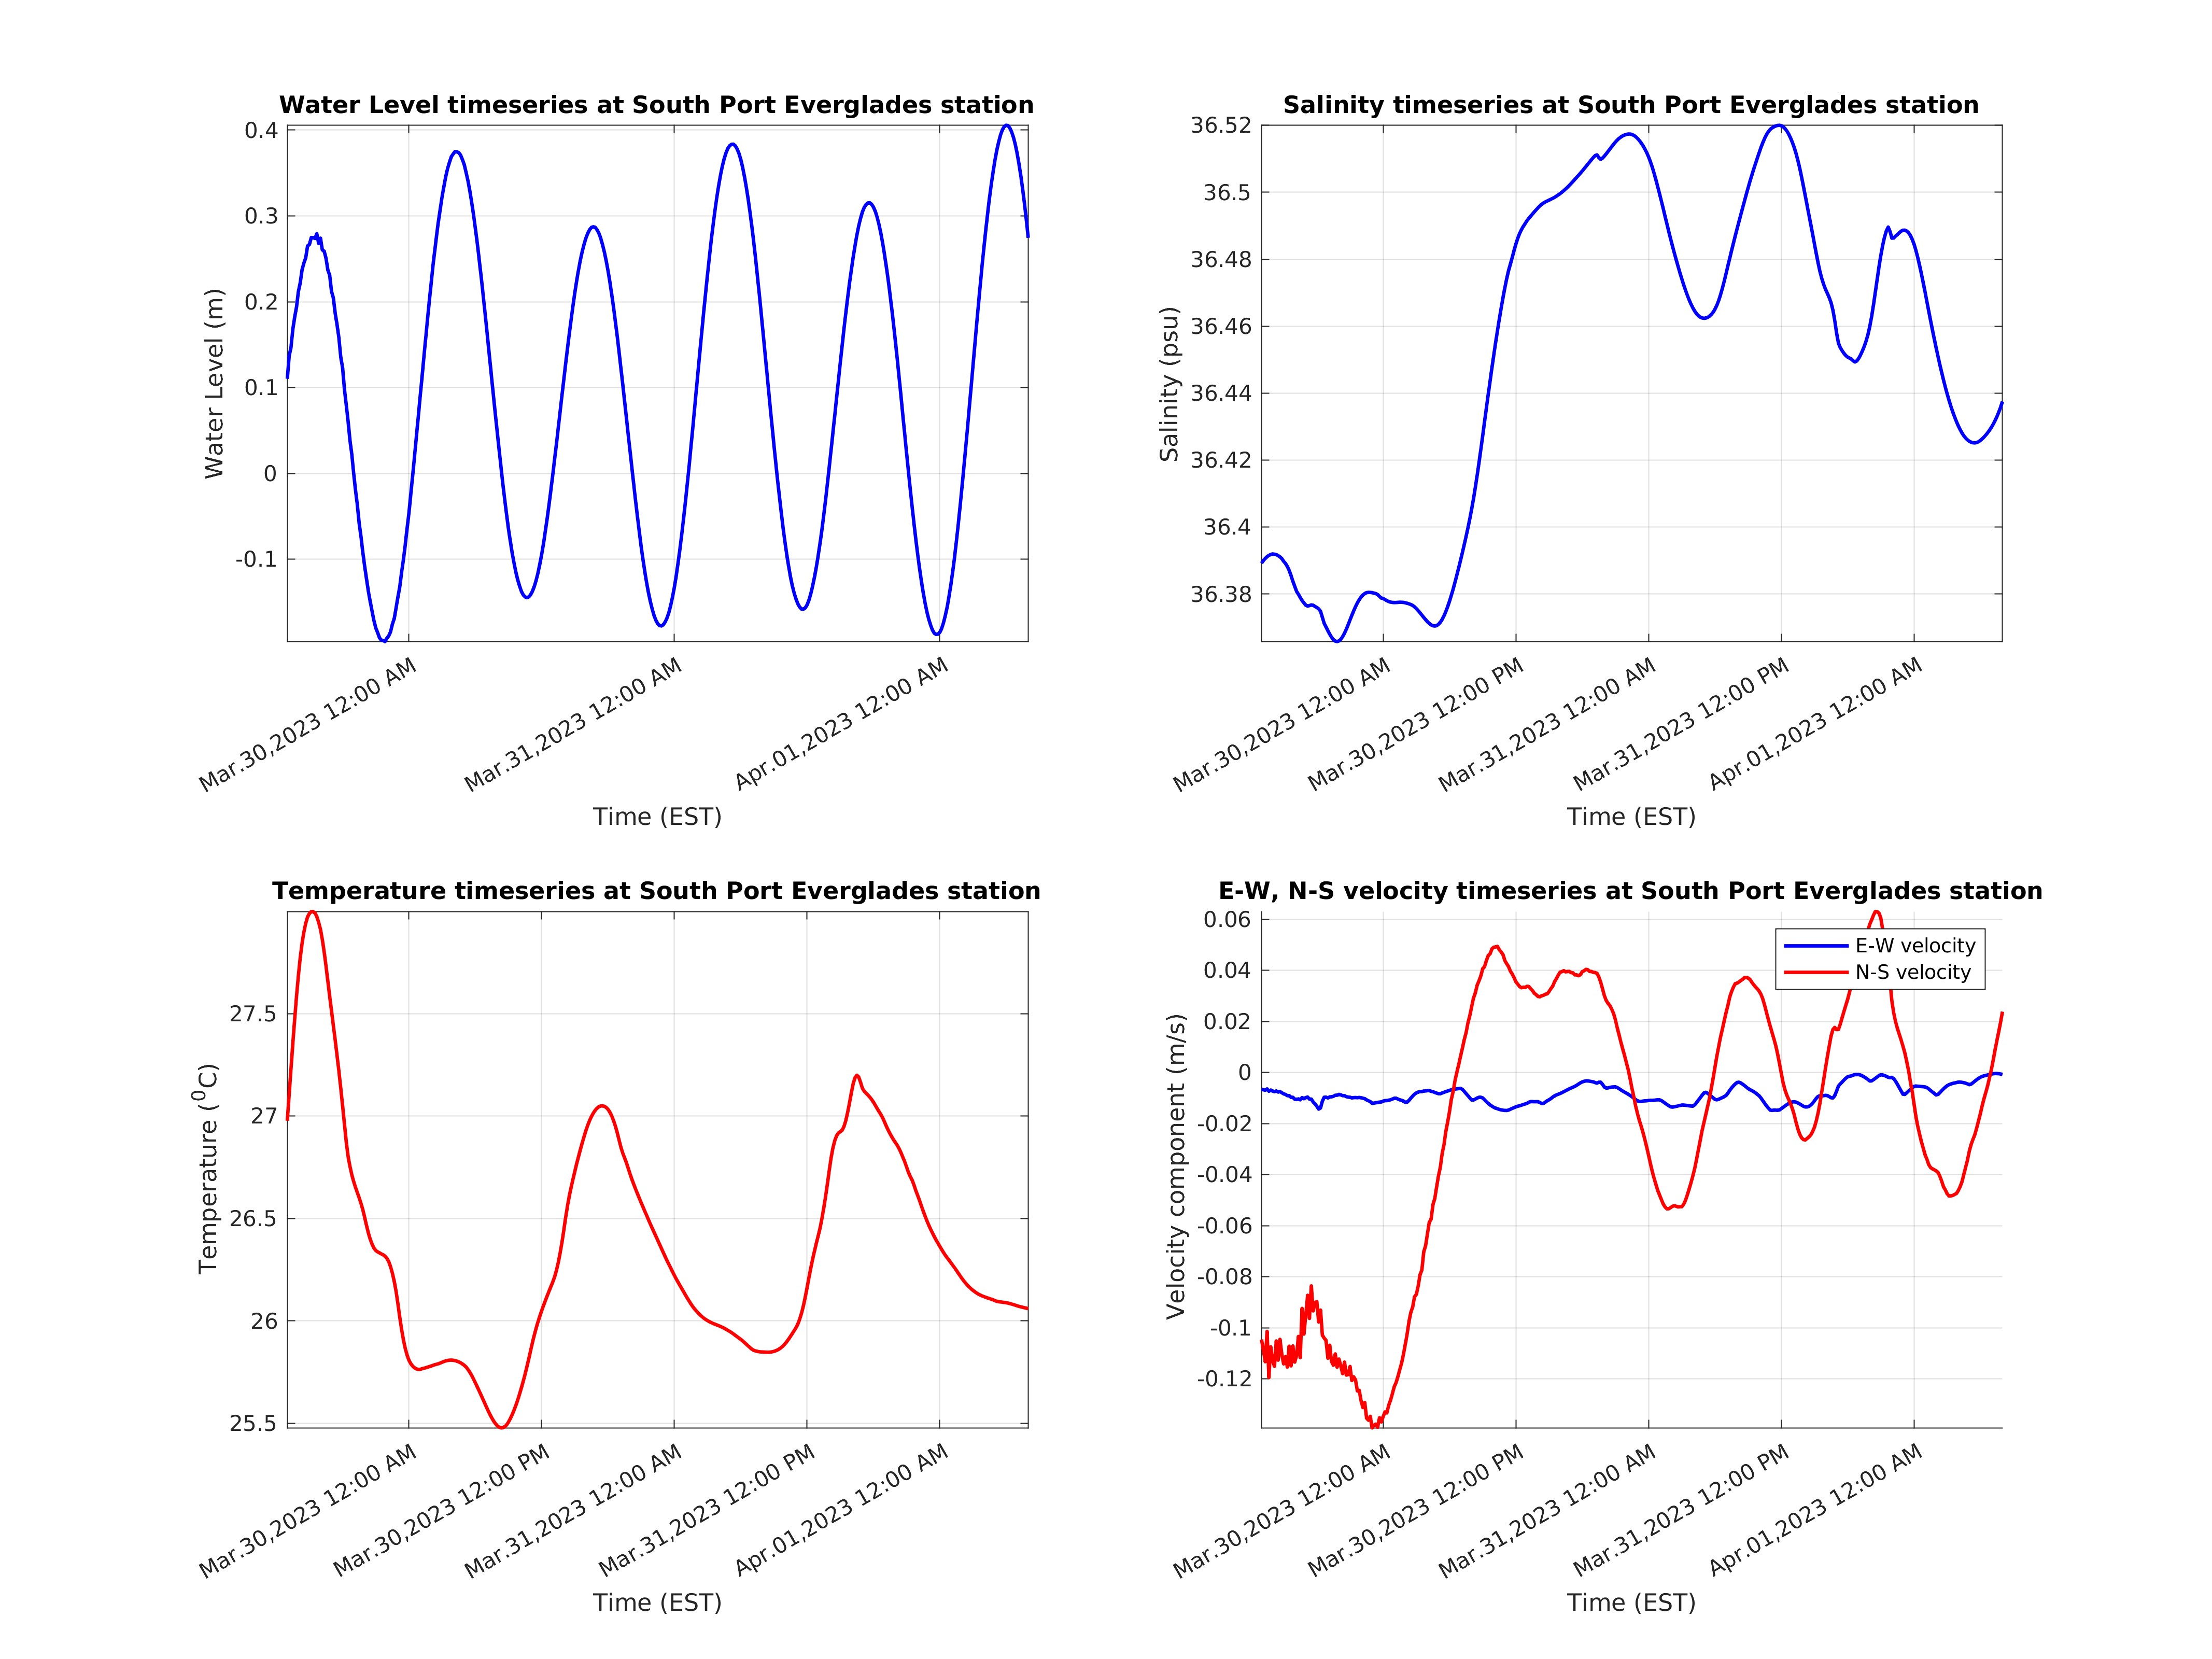 Water Level timeseries at South Port Everglades station
0.4
0.3
0.2
0.1
0
-0.1
Water Level (m)
Mar.30,2023 12:00 AM
Mar.31,2023 12:00 AM
Apr.01,2023 12:00 AM
Time (EST)
Salinity timeseries at South Port Everglades station
36.52
36.5
36.48
36.46
36.44
36.42
36.4
36.38
Salinity (psu)
Mar.30,2023 12:00 AM
Mar.30,2023 12:00 PM
Mar.31,2023 12:00 AM
Mar.31,2023 12:00 PM
Apr.01,2023 12:00 AM
Time (EST)
Temperature timeseries at South Port Everglades station
27.5
27
26.5
26
25.5
Temperature (⁰C)
Mar.30,2023 12:00 AM
Mar.30,2023 12:00 PM
Mar.31,2023 12:00 AM
Mar.31,2023 12:00 PM
Apr.01,2023 12:00 AM
Time (EST)
E-W, N-S velocity timeseries at South Port Everglades station
0.06
0.04
0.02
0
-0.02
-0.04
-0.06
-0.08
-0.1
-0.12
Velocity component (m/s)
E-W velocity
N-S velocity
Mar.30,2023 12:00 AM
Mar.30,2023 12:00 PM
Mar.31,2023 12:00 AM
Mar.31,2023 12:00 PM
Apr.01,2023 12:00 AM
Time (EST)